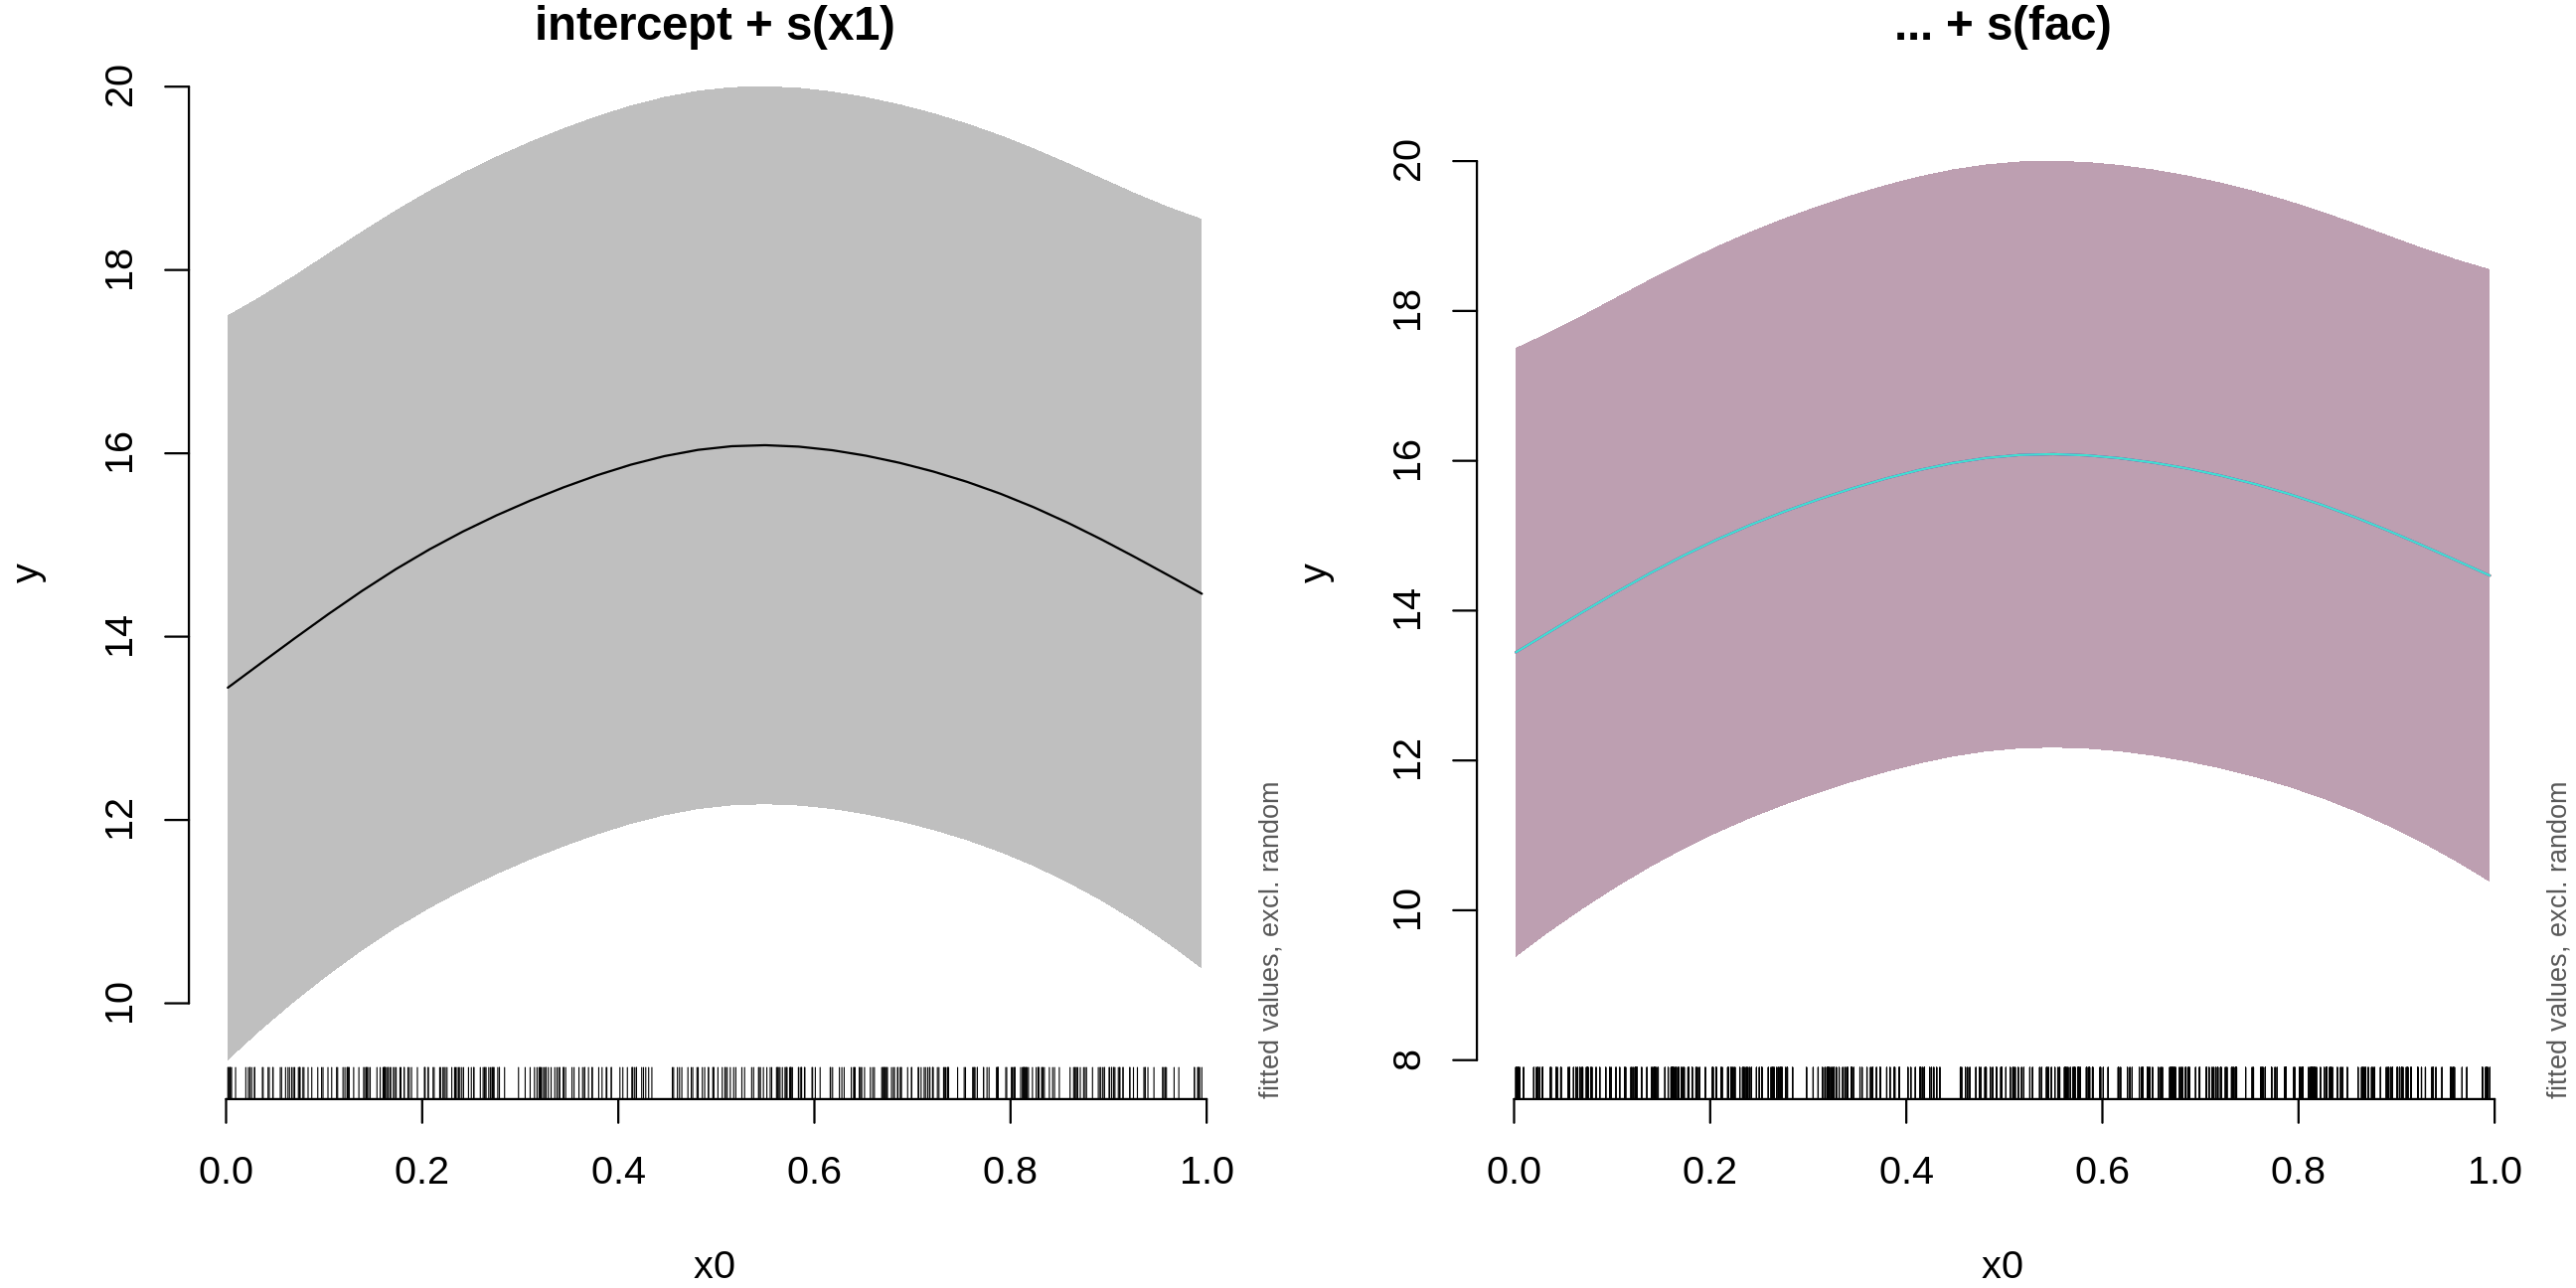 intercept + s(x1)
y
20
18
16
14
12
10
0.0 0.2 0.4 0.6 0.8 1.0
x0
fitted values, excl. random
... + s(fac)
y
20
18
16
14
12
10
8
0.0 0.2 0.4 0.6 0.8 1.0
x0
fitted values, excl. random